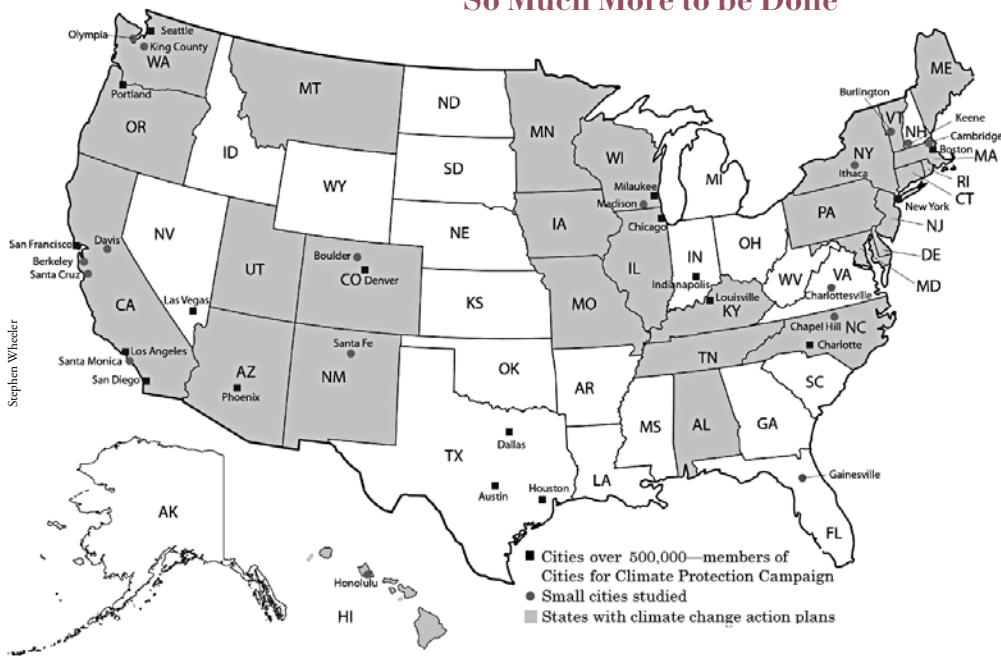 So Much More to be Done
Olympia
Seattle
King County
WA
Portland
OR
ID
MT
ND
MN
SD
WY
WI
MI
Milaukee
Madison
Chicago
IA
NE
NV
UT
Boulder
CO Denver
KS
MO
IL
IN
Indianapolis
OH
Louisville
KY
WV
VA
Charlottesville
Chapel Hill
NC
Charlotte
TN
SC
Burlington
VT
NH
ME
Keene
Cambridge
Boston
MA
NY
Ithaca
RI
CT
New York
PA
NJ
DE
MD
San Francisco
Davis
Berkeley
Santa Cruz
CA
Las Vegas
Los Angeles
Santa Monica
San Diego
AZ
Phoenix
Santa Fe
NM
OK
AR
MS
AL
GA
TX
Dallas
Austin
Houston
LA
Gainesville
FL
AK
Honolulu
HI
Stephen Wheeler
Cities over 500,000—members of
Cities for Climate Protection Campaign
Small cities studied
States with climate change action plans